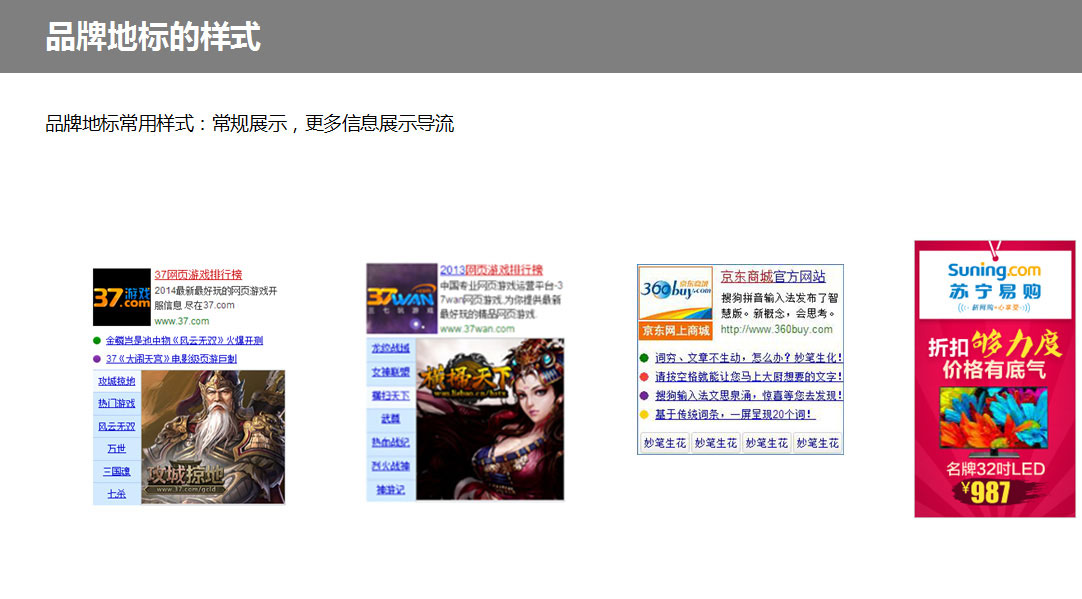 品牌地标的样式
品牌地标常用样式：常规展示，更多信息展示导流
37游戏
.com
37网页游戏排行榜
2014最新最好玩的网页游戏开
服信息 尽在37.com
www.37.com
金鳞岂是池中物《风云无双》火爆开测
37《大闹天宫》电影级页游巨制
攻城掠地
热门游戏
风云无双
万世
三国魂
七杀
攻城掠地
www.37.com/gcld
37WAN
三七玩游戏
2013网页游戏排行榜
中国专业网页游戏运营平台-3
7wan网页游戏,为你提供最新
最好玩的精品网页游戏.
www.37wan.com
龙纹战域
女神联盟
横扫天下
武尊
热血战纪
烈火战神
神游记
横扫天下
360buy.com
京东商城
京东网上商城
京东商城官方网站
搜狗拼音输入法发布了智
慧版。新概念，会思考。
http://www.360buy.com
词穷、文章不生动，怎么办？妙笔生化！
请按空格就能让您马上大厨想要的文字！
搜狗输入法文思泉涌，惊喜等您去发现！
基于传统词条，一屏呈现20个词！
妙笔生花 妙笔生花 妙笔生花 妙笔生花
Suning.com
苏宁易购
折扣够力度
价格有底气
名牌32吋LED
¥987